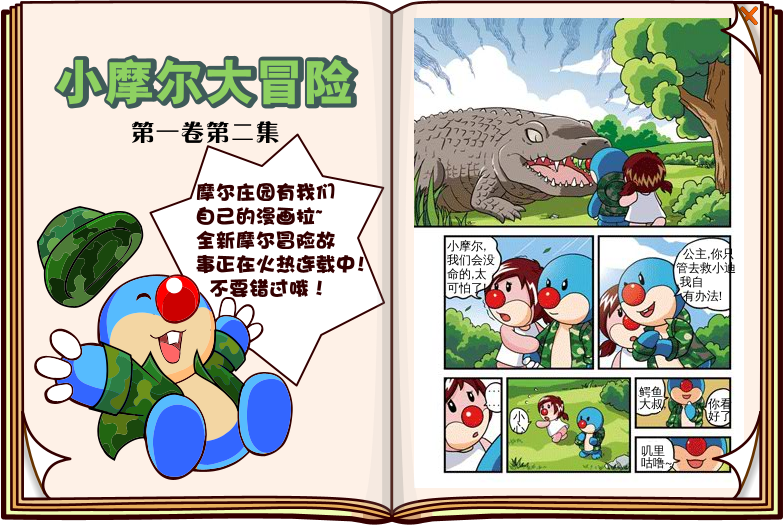 小摩尔大冒险
第一卷第二集
摩尔庄园有我们
自己的漫画拉~
全新摩尔冒险故
事正在火热连载中!
不要错过哦!
小摩尔,
我们会没
命的,太
可怕了!
公主,你只
管去救小迪
我自
有办法!
……
小
心
鳄鱼
大叔,
你看
好了
叽里
咕噜~